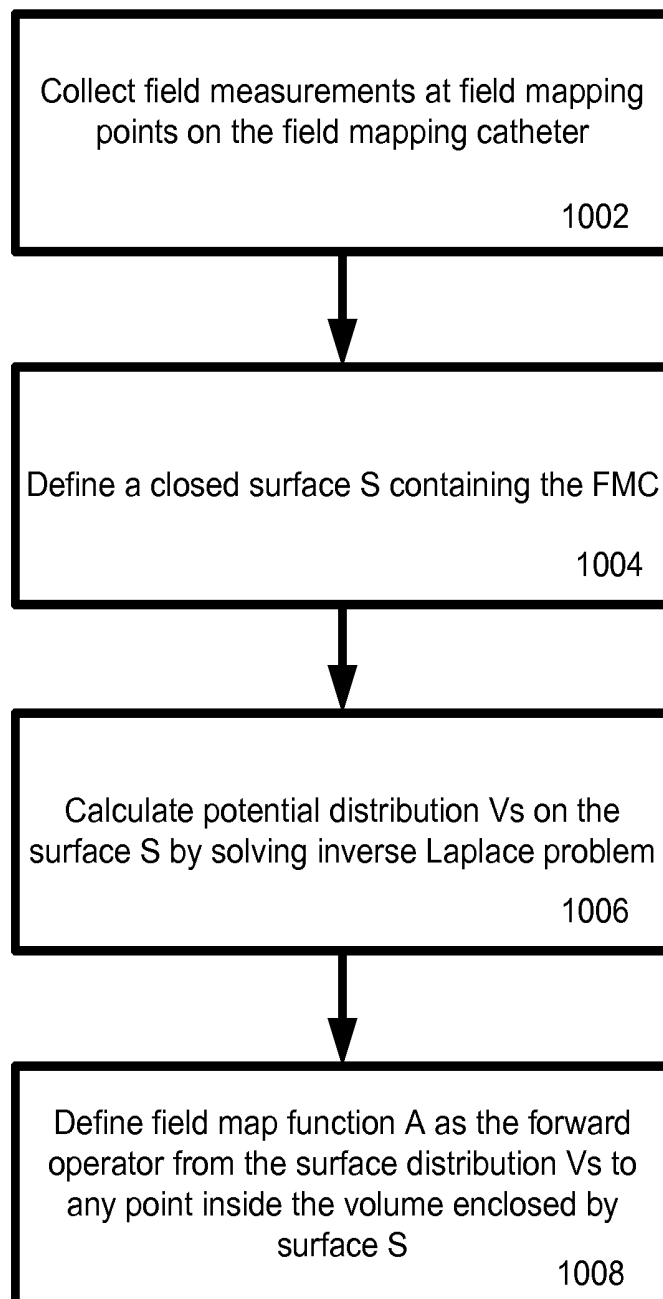 Collect field measurements at field mapping
points on the field mapping catheter
1002
Define a closed surface S containing the FMC
1004
Calculate potential distribution Vs on the
surface S by solving inverse Laplace problem
1006
Define field map function A as the forward
operator from the surface distribution Vs to
any point inside the volume enclosed by
surface S
1008